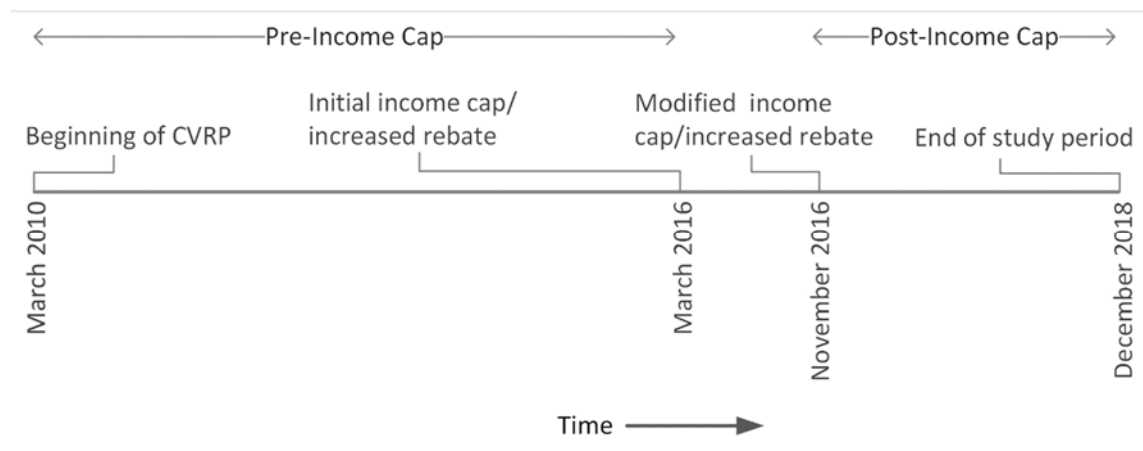 Pre-Income Cap
Post-Income Cap
Beginning of CVRP
Initial income cap/
increased rebate
Modified income
cap/increased rebate
End of study period
March 2010
March 2016
November 2016
December 2018
Time